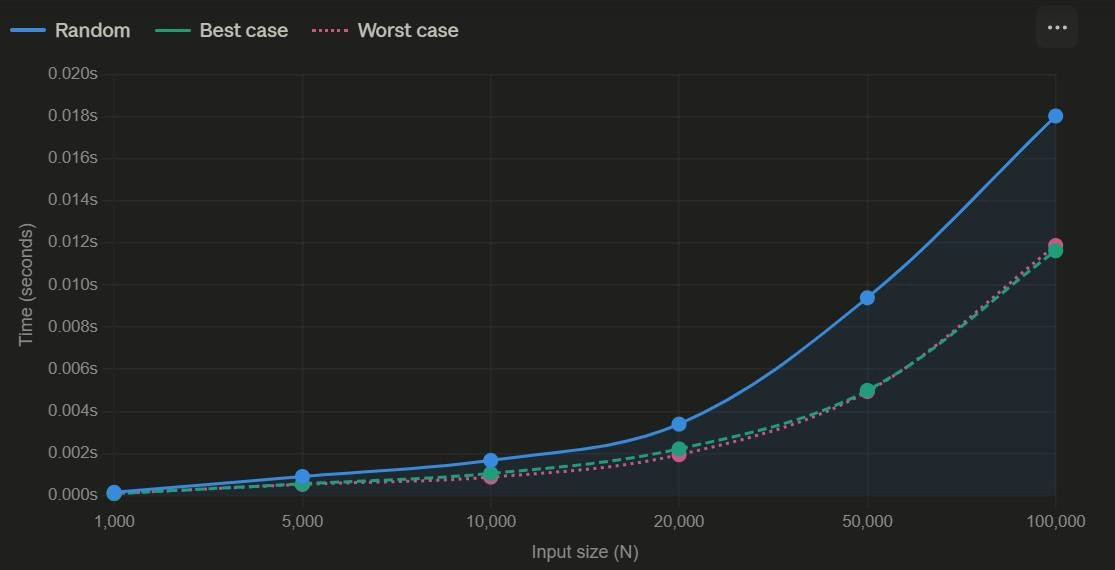 Random Best case Worst case
0.020s
0.018s
0.016s
0.014s
0.012s
0.010s
0.008s
0.006s
0.004s
0.002s
0.000s
Time (seconds)
1,000 5,000 10,000 20,000 50,000 100,000
Input size (N)